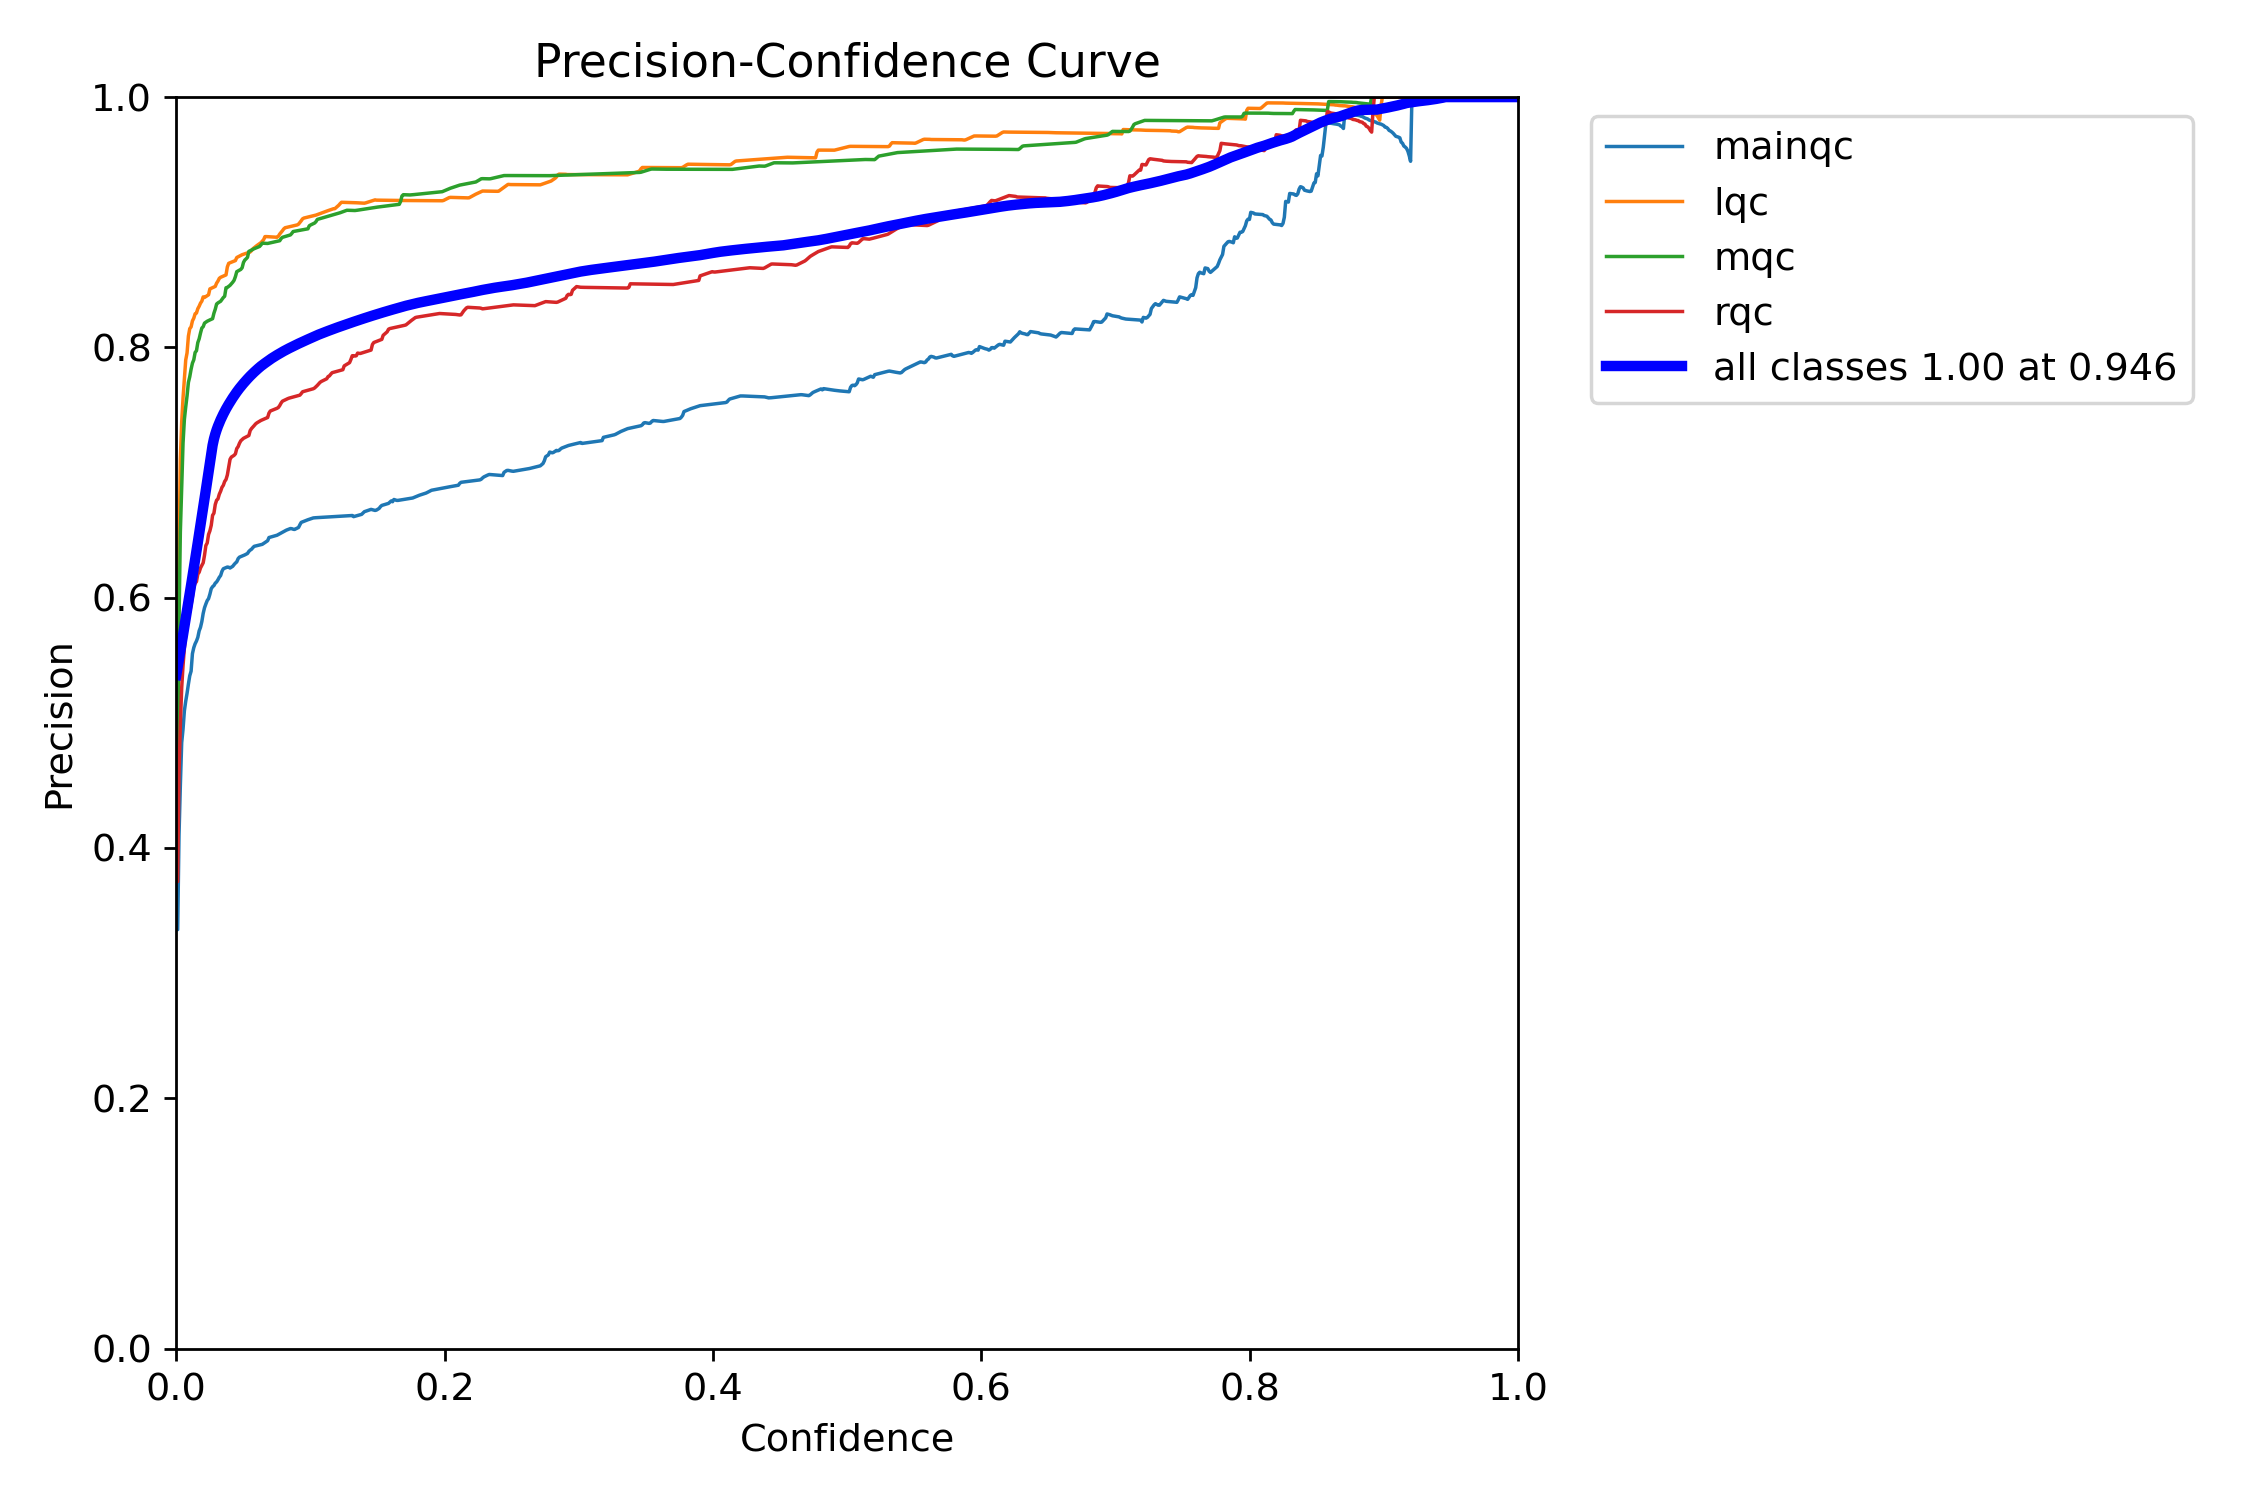 Precision-Confidence Curve
1.0
0.8
0.6
0.4
0.2
0.0
Precision
0.0 0.2 0.4 0.6 0.8 1.0
Confidence
mainqc
lqc
mqc
rqc
all classes 1.00 at 0.946